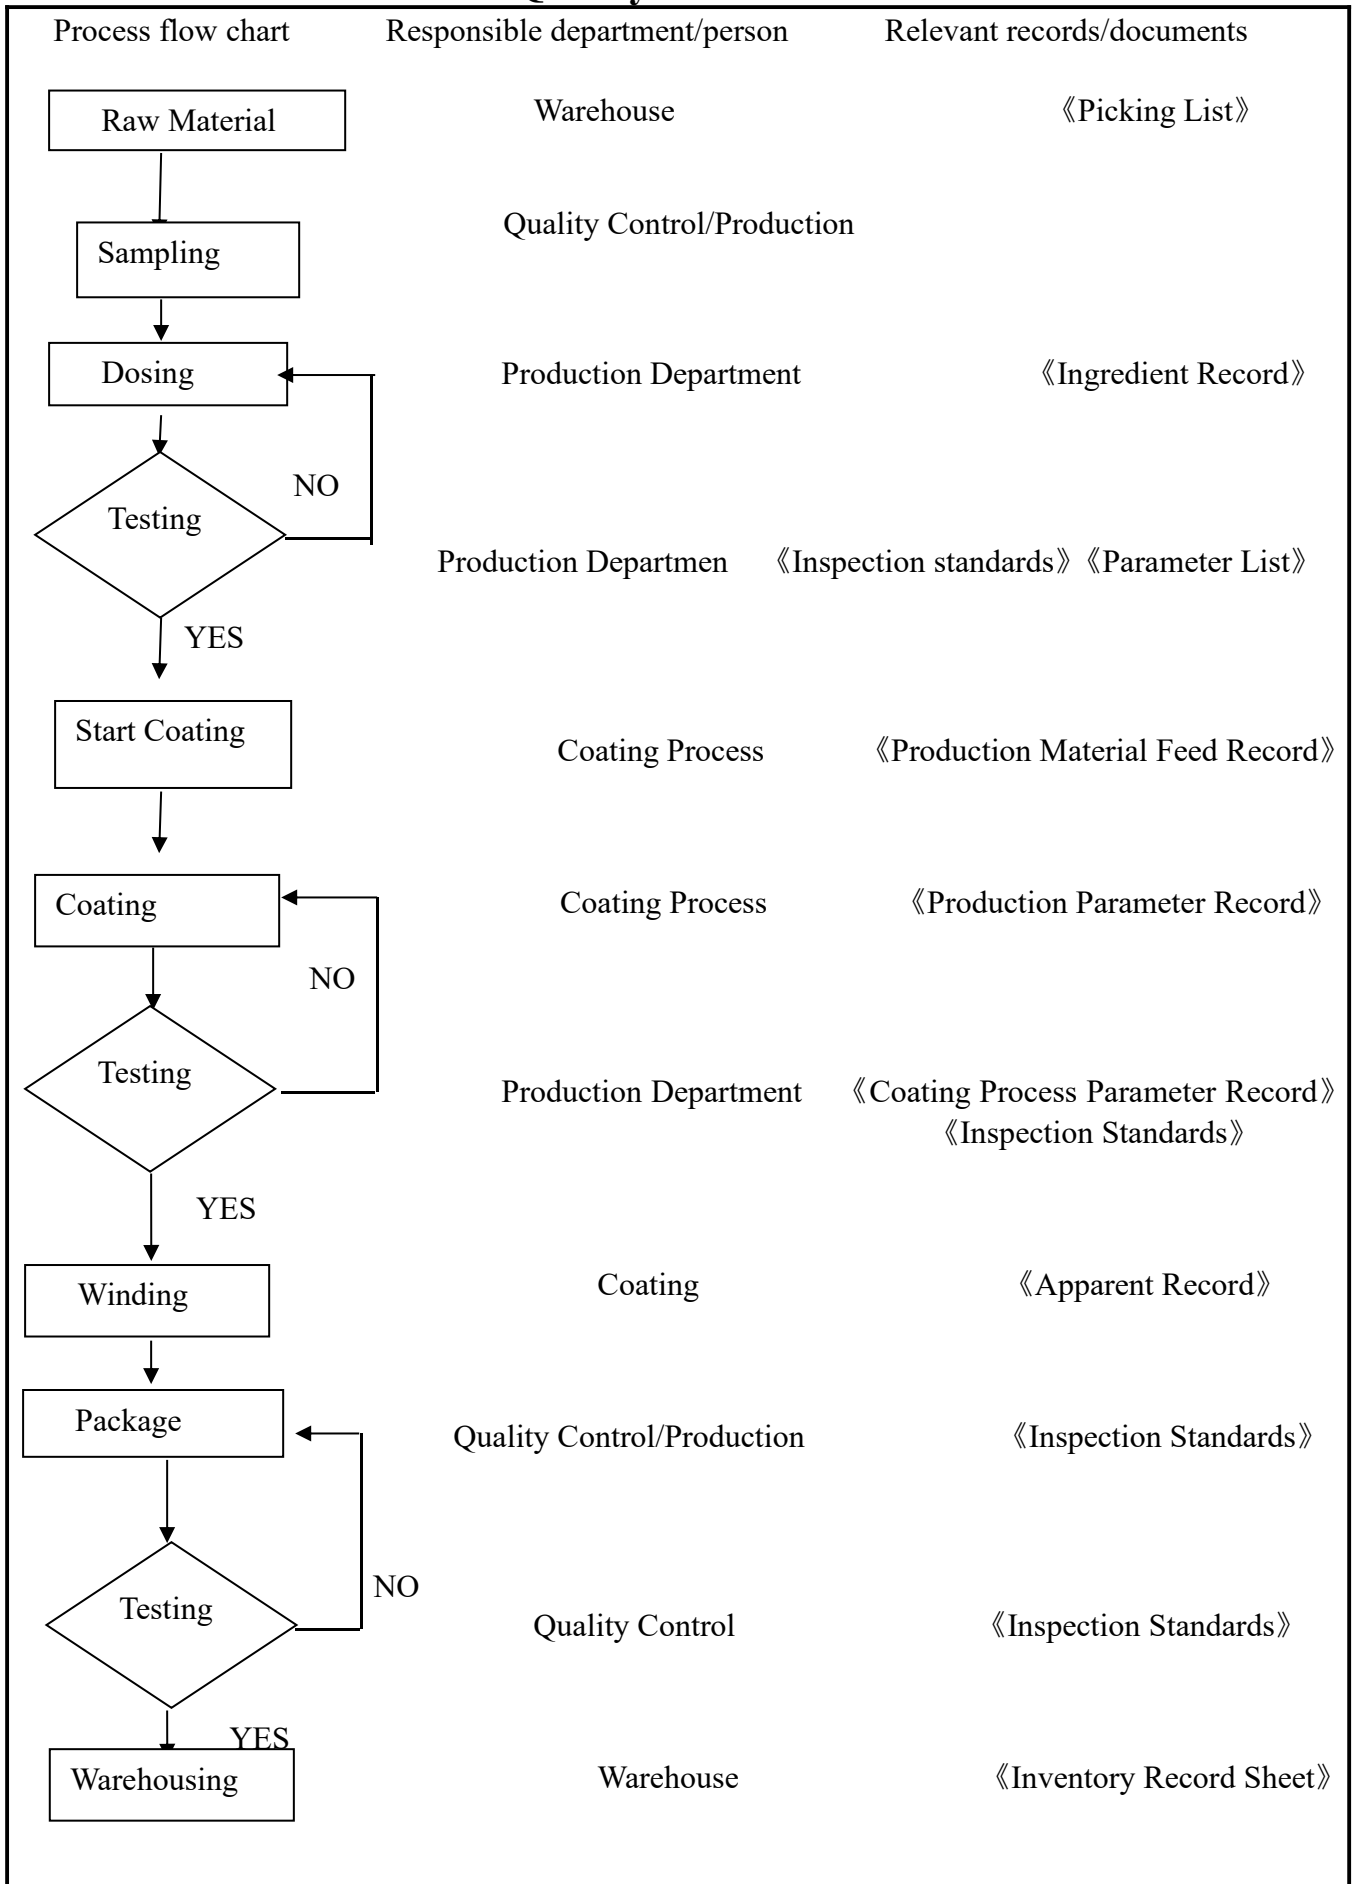 Process flow chart Responsible department/person Relevant records/documents
Raw Material Warehouse 《Picking List》
Sampling Quality Control/Production
Dosing Production Department 《Ingredient Record》
NO
Testing
Production Departmen 《Inspection standards》《Parameter List》
YES
Start Coating Coating Process 《Production Material Feed Record》
Coating Coating Process 《Production Parameter Record》
NO
Testing Production Department 《Coating Process Parameter Record》
《Inspection Standards》
YES
Winding Coating 《Apparent Record》
Package Quality Control/Production 《Inspection Standards》
NO
Testing Quality Control 《Inspection Standards》
YES
Warehousing Warehouse 《Inventory Record Sheet》